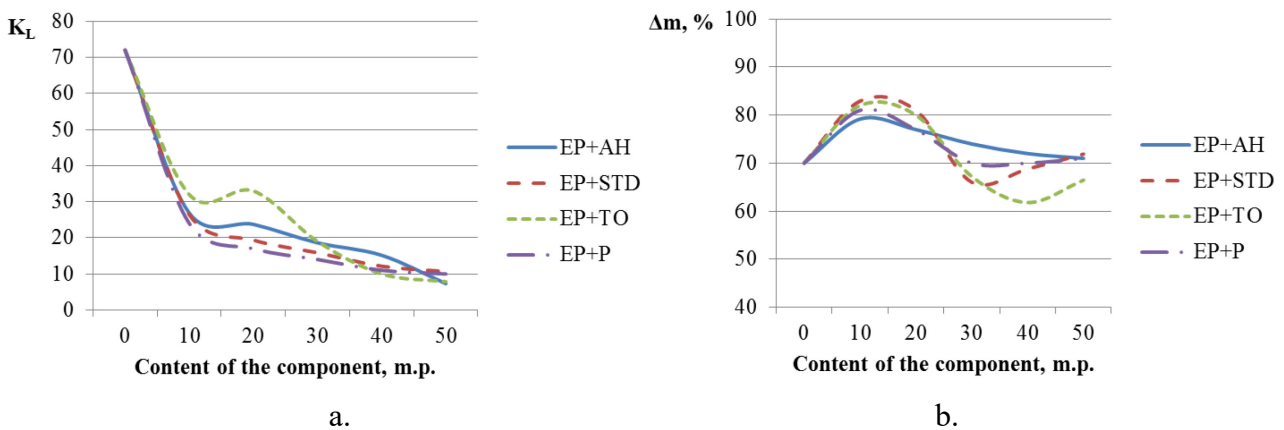 K_L
80
70
60
50
40
30
20
10
0
0 10 20 30 40 50
Content of the component, m.p.
EP+AH
EP+STD
EP+TO
EP+P
a.
Δm, %
100
90
80
70
60
50
40
0 10 20 30 40 50
Content of the component, m.p.
EP+AH
EP+STD
EP+TO
EP+P
b.